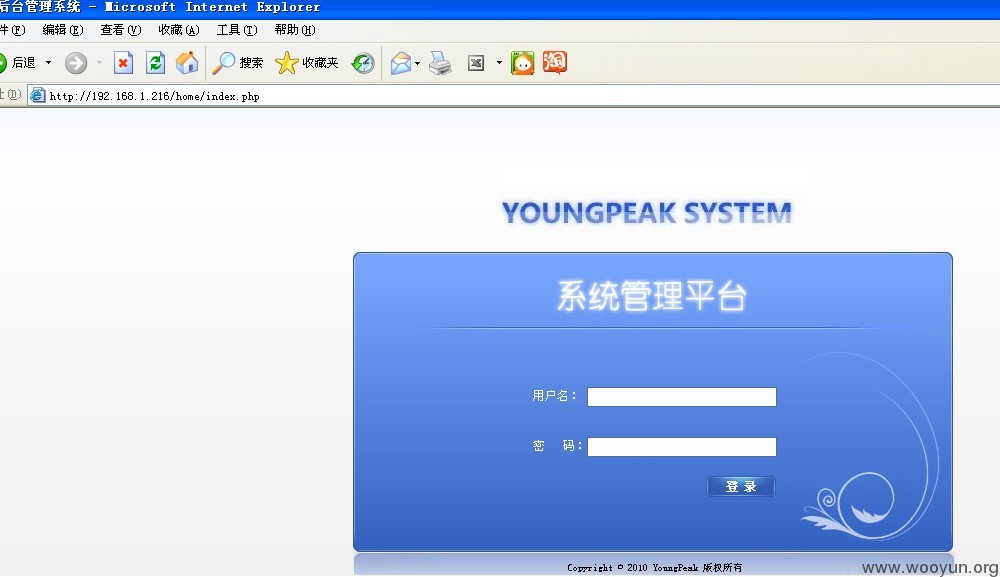 后台管理系统 - Microsoft Internet Explorer
件(F) 编辑(E) 查看(V) 收藏(A) 工具(T) 帮助(H)
后退 搜索 收藏夹
址(D) http://192.168.1.216/home/index.php
YOUNGPEAK SYSTEM
系统管理平台
用户名：
密 码：
登 录
Copyright © 2010 YoungPeak 版权所有
www.wooyun.org